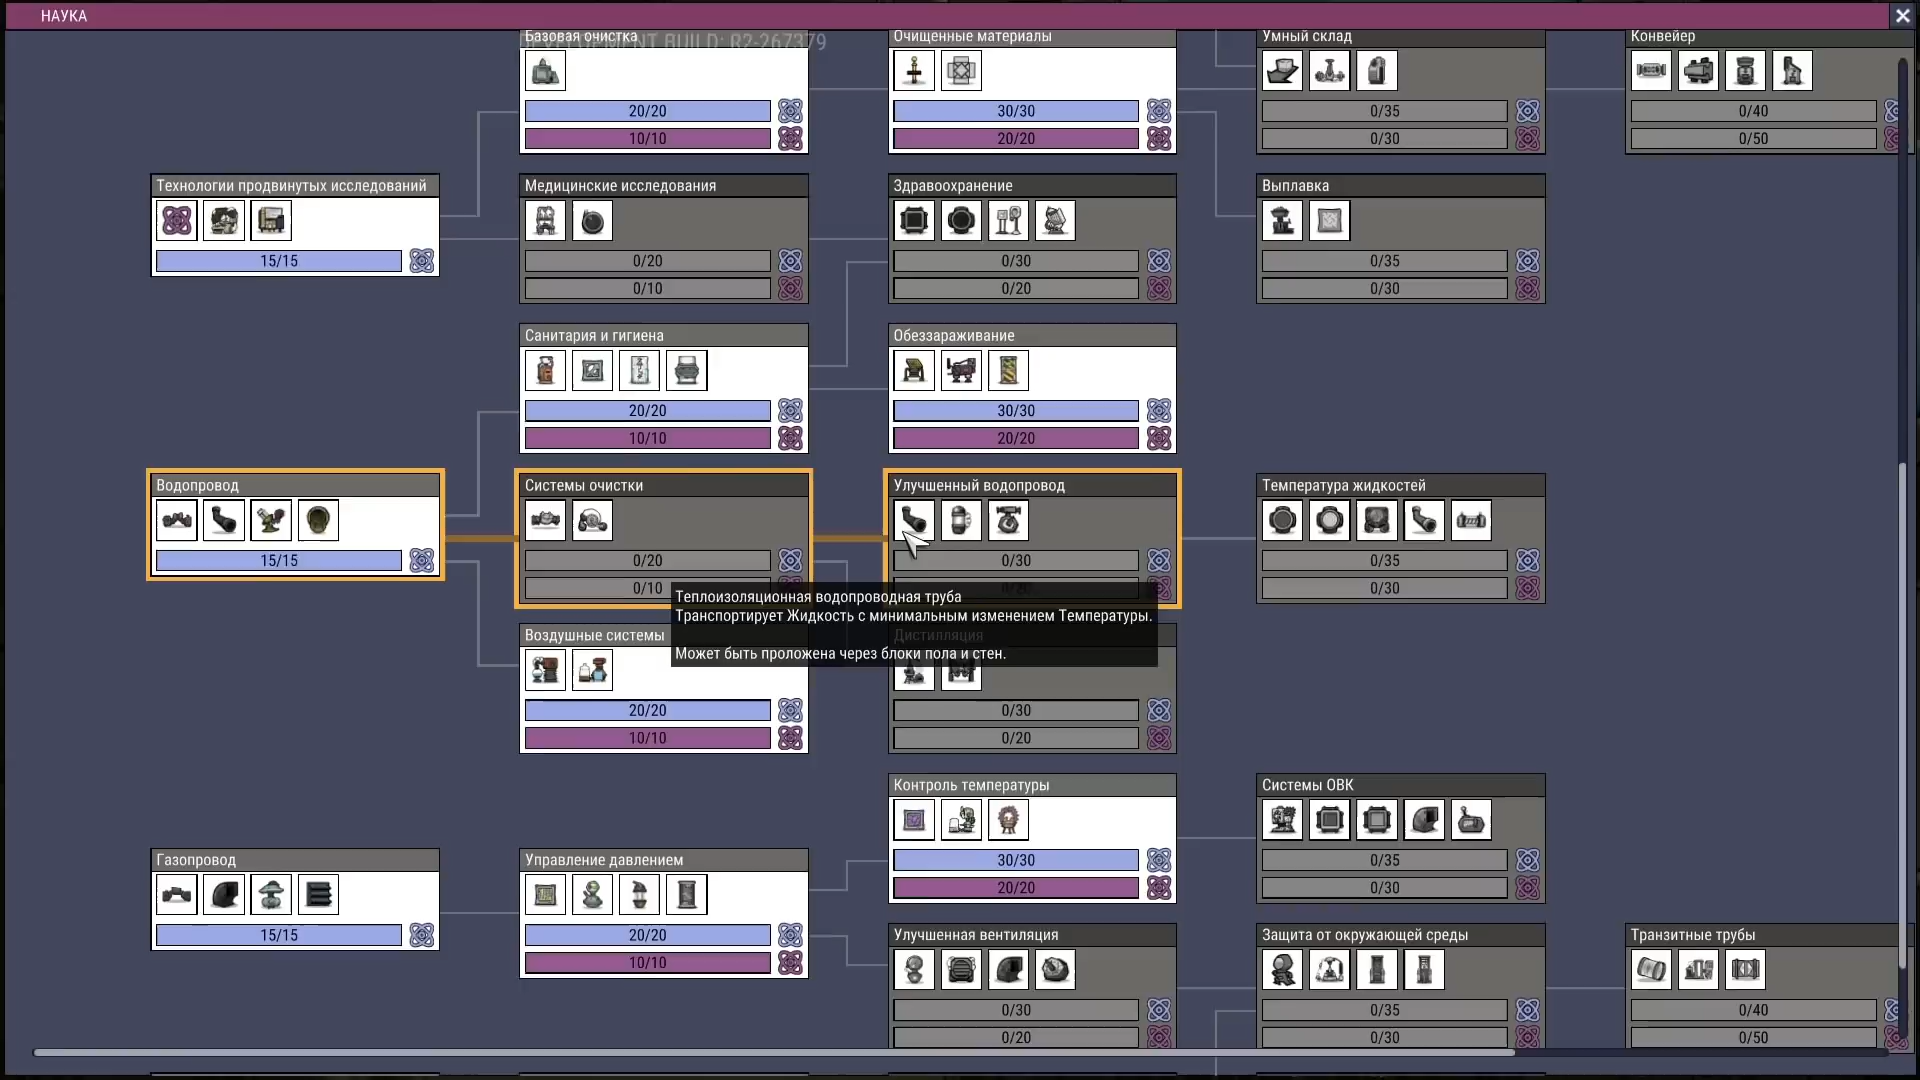 НАУКА
DEVELOPMENT BUILD: R2-267379
Базовая очистка
20/20
10/10
Очищенные материалы
30/30
20/20
Умный склад
0/35
0/30
Конвейер
0/40
0/50
Технологии продвинутых исследований
15/15
Медицинские исследования
0/20
0/10
Здравоохранение
0/30
0/20
Выплавка
0/35
0/30
Санитария и гигиена
20/20
10/10
Обеззараживание
30/30
20/20
Водопровод
15/15
Системы очистки
0/20
0/10
Улучшенный водопровод
0/30
0/20
Температура жидкостей
0/35
0/30
Теплоизоляционная водопроводная труба
Транспортирует Жидкость с минимальным изменением Температуры.
Может быть проложена через блоки пола и стен.
Воздушные системы
20/20
10/10
Дистилляция
0/30
0/20
Контроль температуры
30/30
20/20
Системы ОВК
0/35
0/30
Газопровод
15/15
Управление давлением
20/20
10/10
Улучшенная вентиляция
0/30
0/20
Защита от окружающей среды
0/35
0/30
Транзитные трубы
0/40
0/50